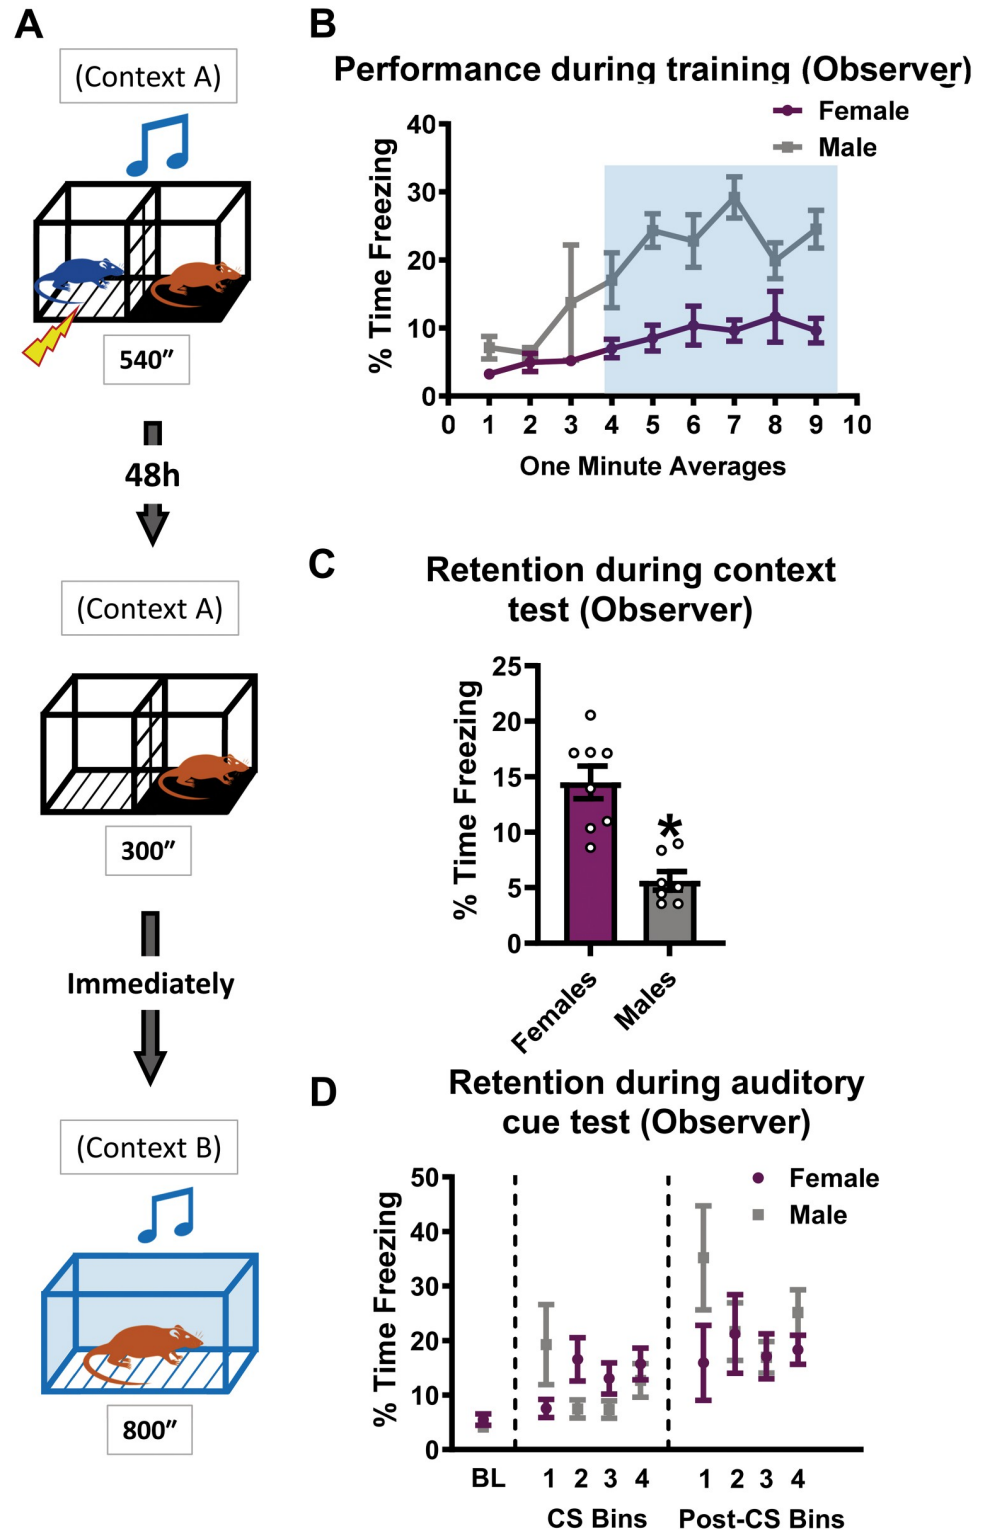 A
(Context A)
540″
48h
(Context A)
300″
Immediately
(Context B)
800″
B
Performance during training (Observer)
Female
Male
% Time Freezing
40
30
20
10
0
0 1 2 3 4 5 6 7 8 9 10
One Minute Averages
C
Retention during context
test (Observer)
% Time Freezing
25
20
15
10
5
0
*
Females
Males
D
Retention during auditory
cue test (Observer)
Female
Male
% Time Freezing
50
40
30
20
10
0
BL 1 2 3 4 1 2 3 4
CS Bins Post-CS Bins